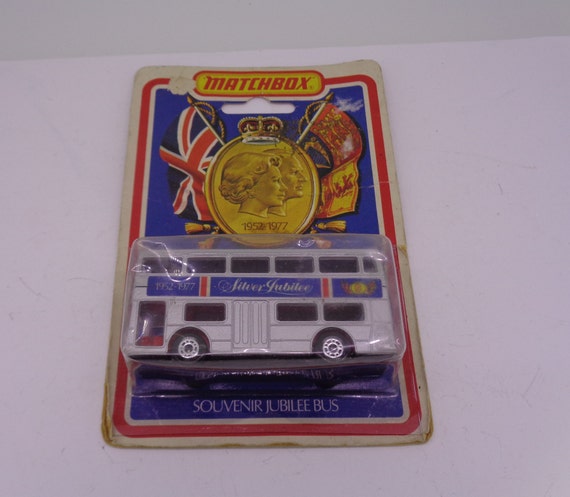 MATCHBOX
1952-1977
1952-1977 Silver Jubilee
SOUVENIR JUBILEE BUS